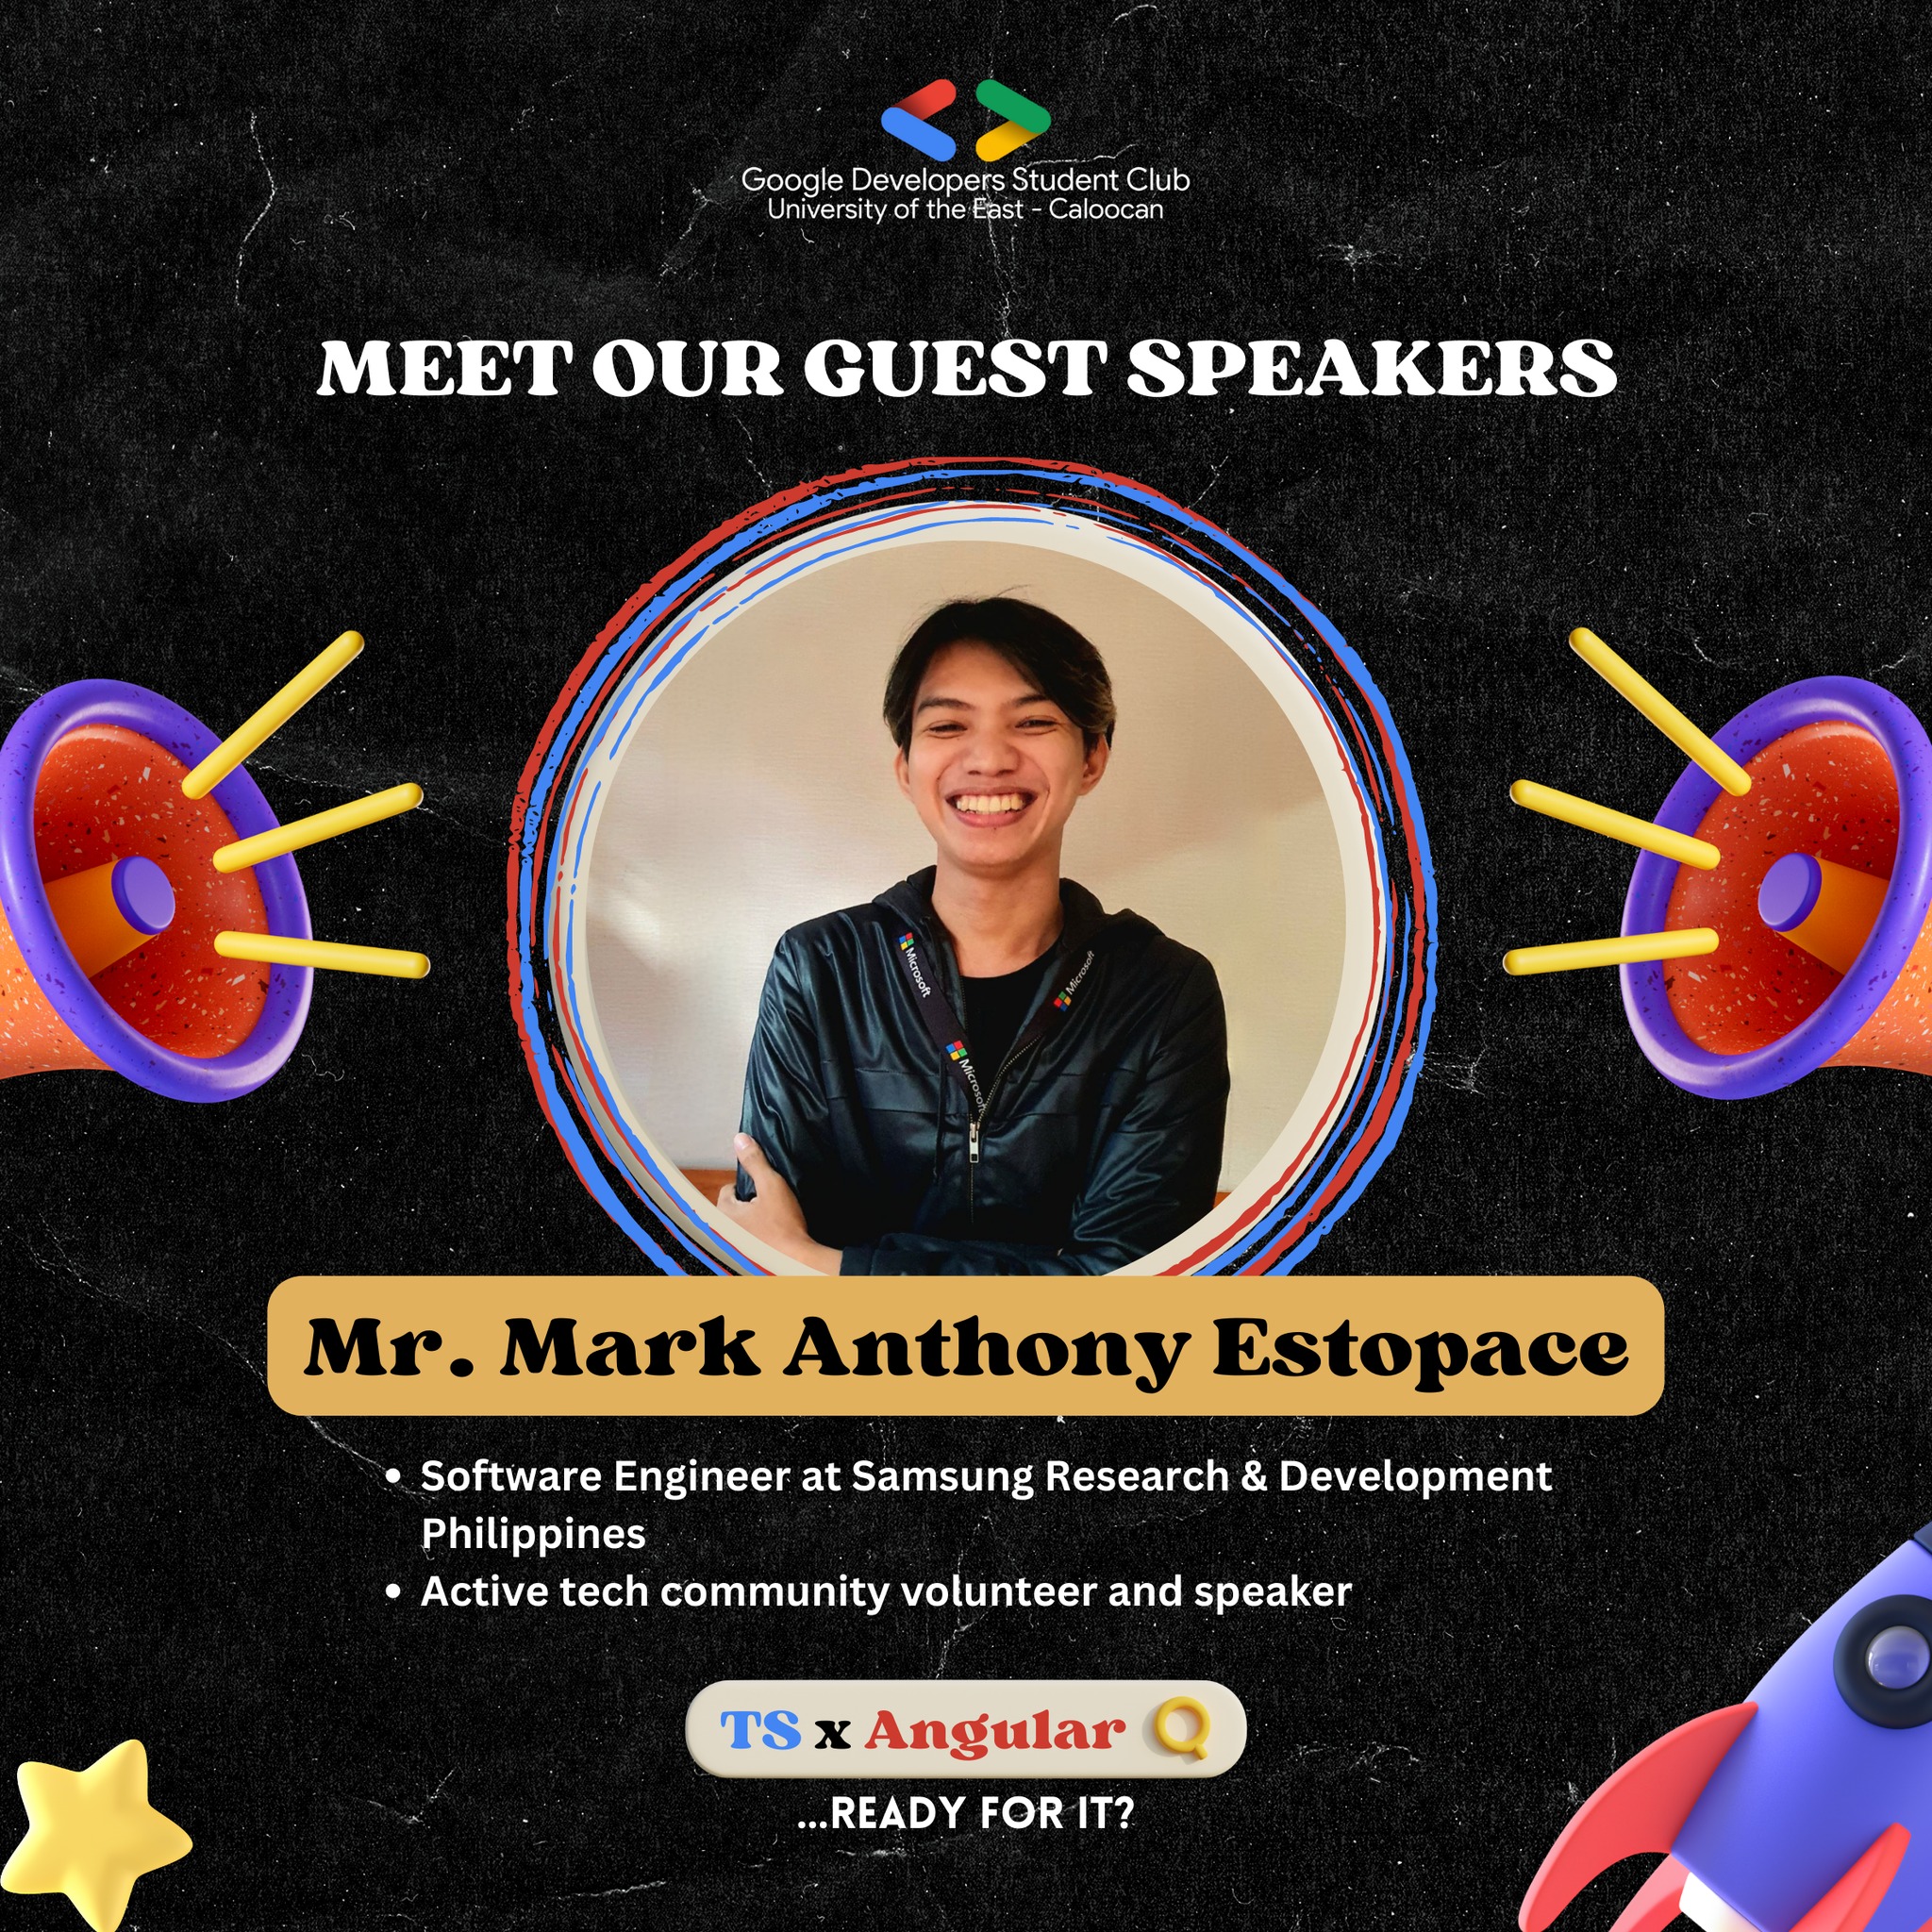 Google Developers Student Club
University of the East - Caloocan
MEET OUR GUEST SPEAKERS
Microsoft
Microsoft
Microsoft
Mr. Mark Anthony Estopace
• Software Engineer at Samsung Research & Development
Philippines
• Active tech community volunteer and speaker
TS x Angular
...READY FOR IT?